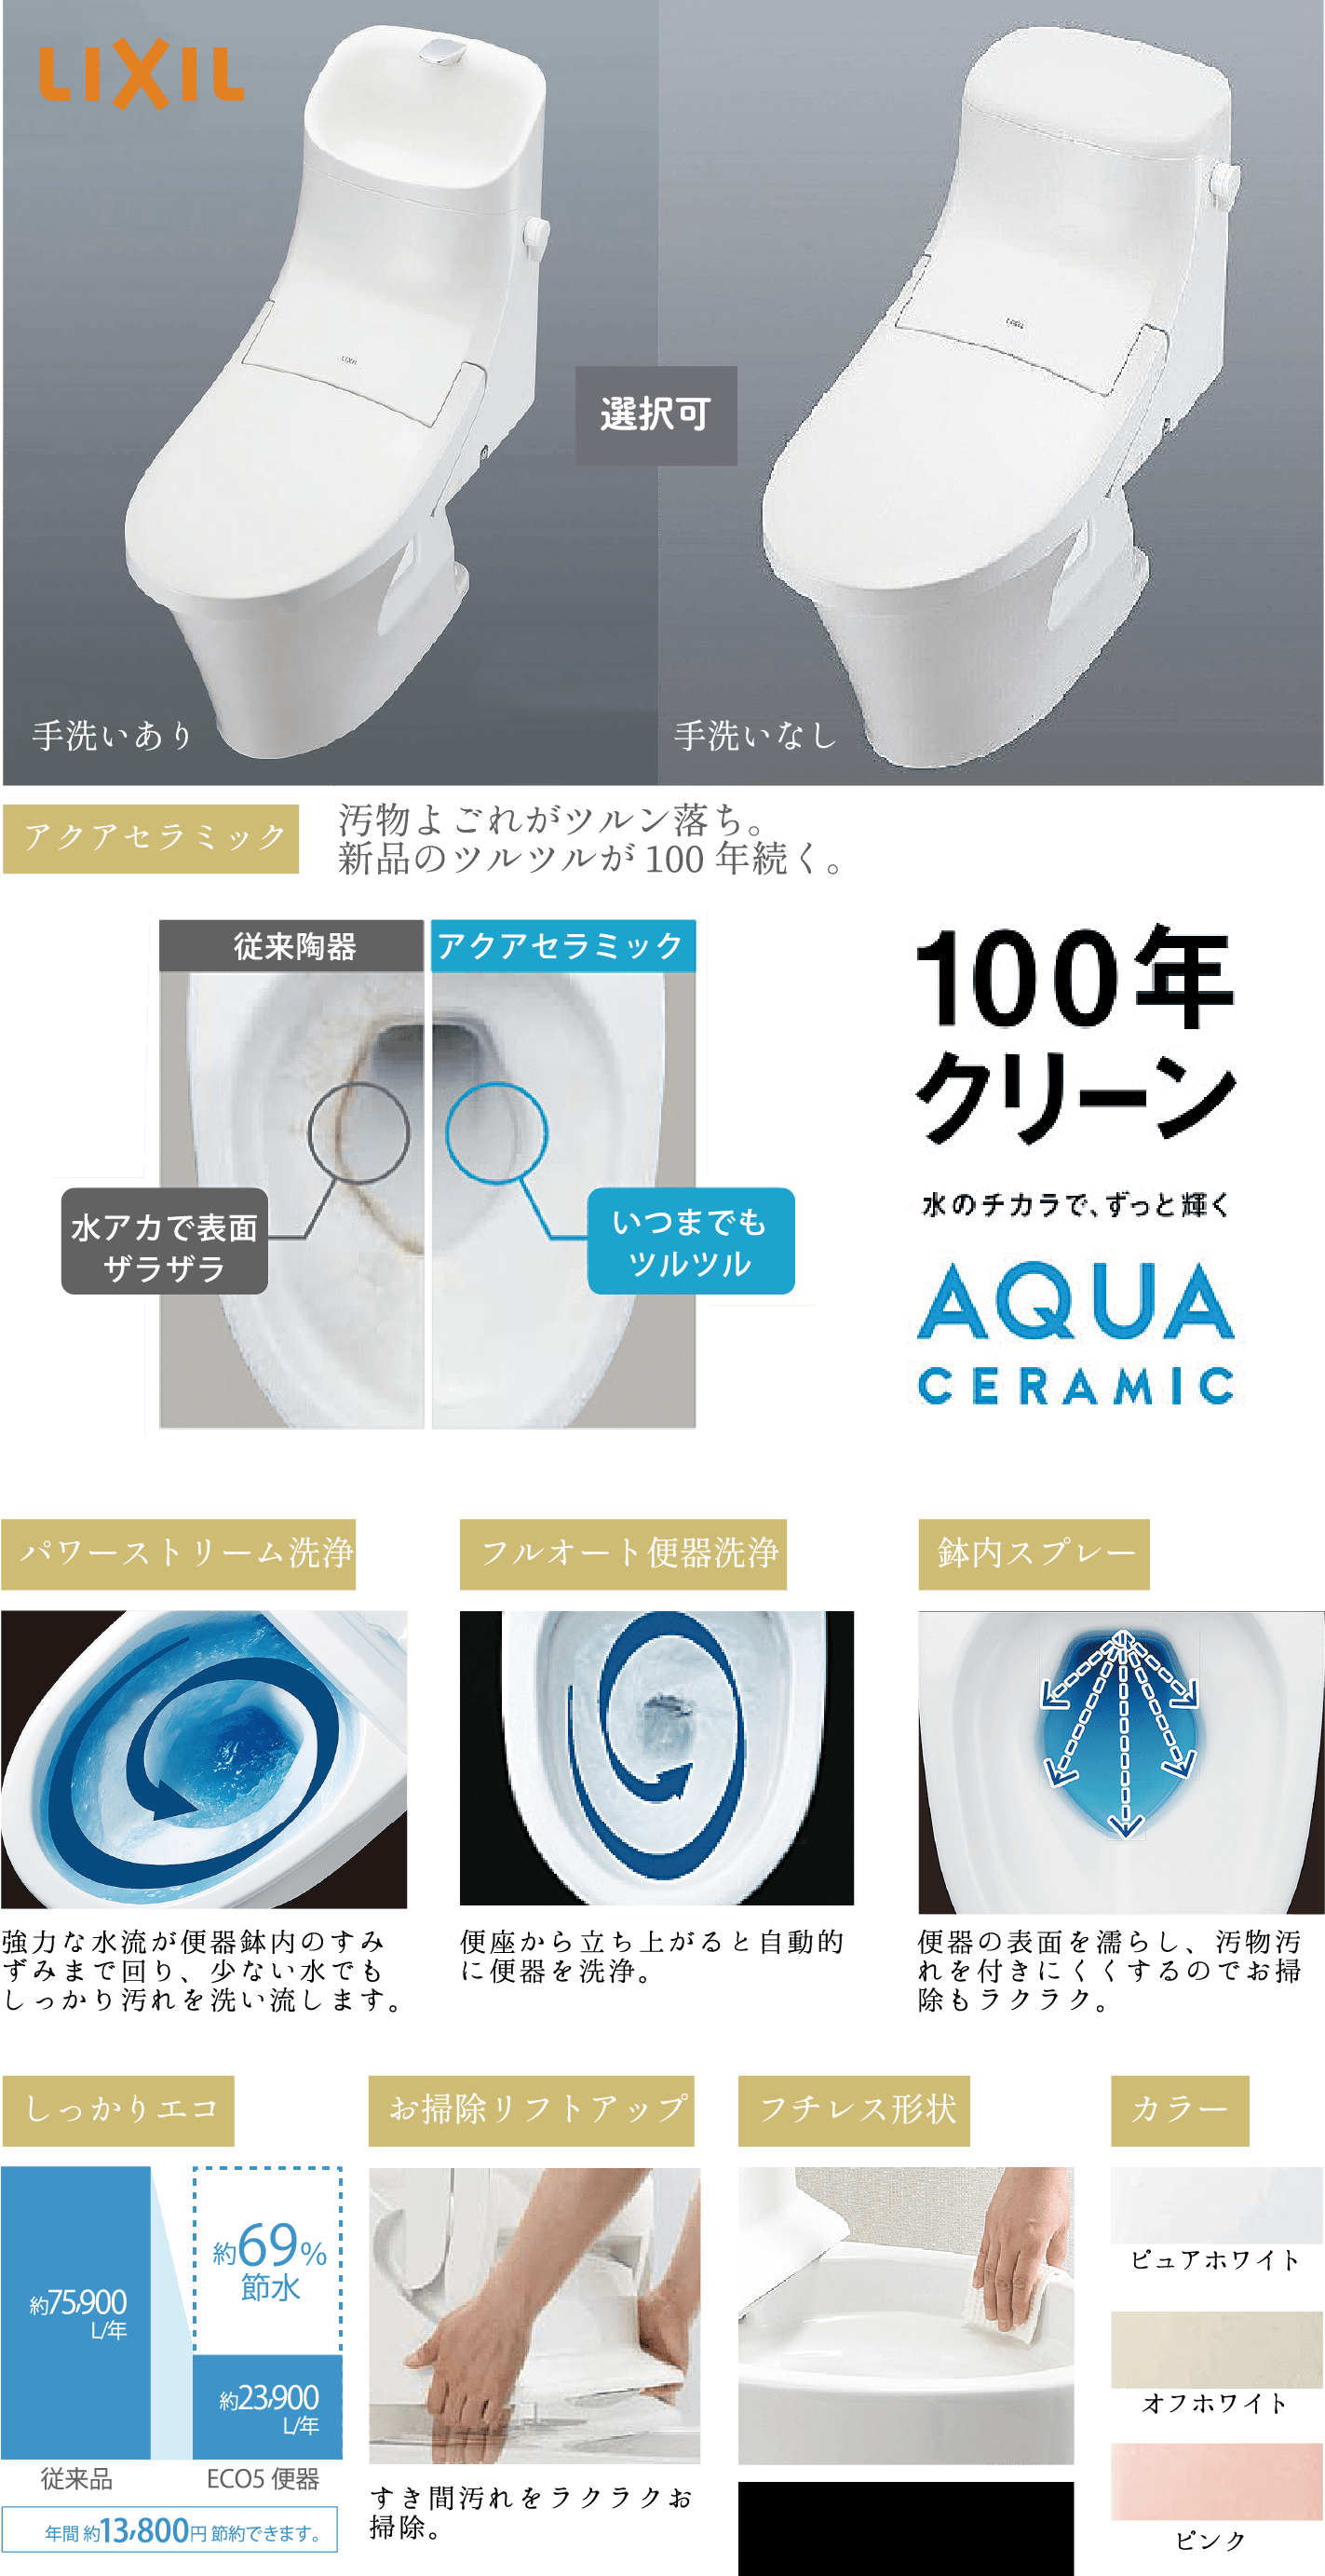 LIXIL
LIXIL
LIXIL
選択可
手洗いあり
手洗いなし
アクアセラミック
汚物よごれがツルン落ち。
新品のツルツルが100年続く。
従来陶器
アクアセラミック
水アカで表面
ザラザラ
いつまでも
ツルツル
100年
クリーン
水のチカラで、ずっと輝く
AQUA
CERAMIC
パワーストリーム洗浄
強力な水流が便器鉢内のすみ
ずみまで回り、少ない水でも
しっかり汚れを洗い流します。
フルオート便器洗浄
便座から立ち上がると自動的
に便器を洗浄。
鉢内スプレー
便器の表面を濡らし、汚物汚
れを付きにくくするのでお掃
除もラクラク。
しっかりエコ
約75,900
L/年
約69%
節水
約23,900
L/年
従来品
ECO5便器
年間 約13,800円 節約できます。
お掃除リフトアップ
すき間汚れをラクラクお
掃除。
フチレス形状
カラー
ピュアホワイト
オフホワイト
ピンク